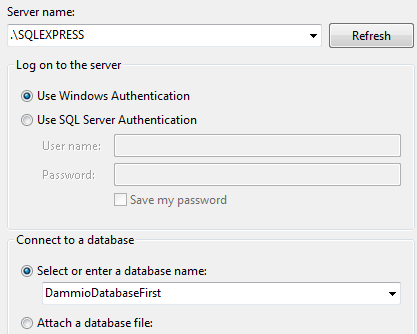 Server name:
.\SQLEXPRESS
Refresh
Log on to the server
Use Windows Authentication
Use SQL Server Authentication
User name:
Password:
Save my password
Connect to a database
Select or enter a database name:
DammioDatabaseFirst
Attach a database file: